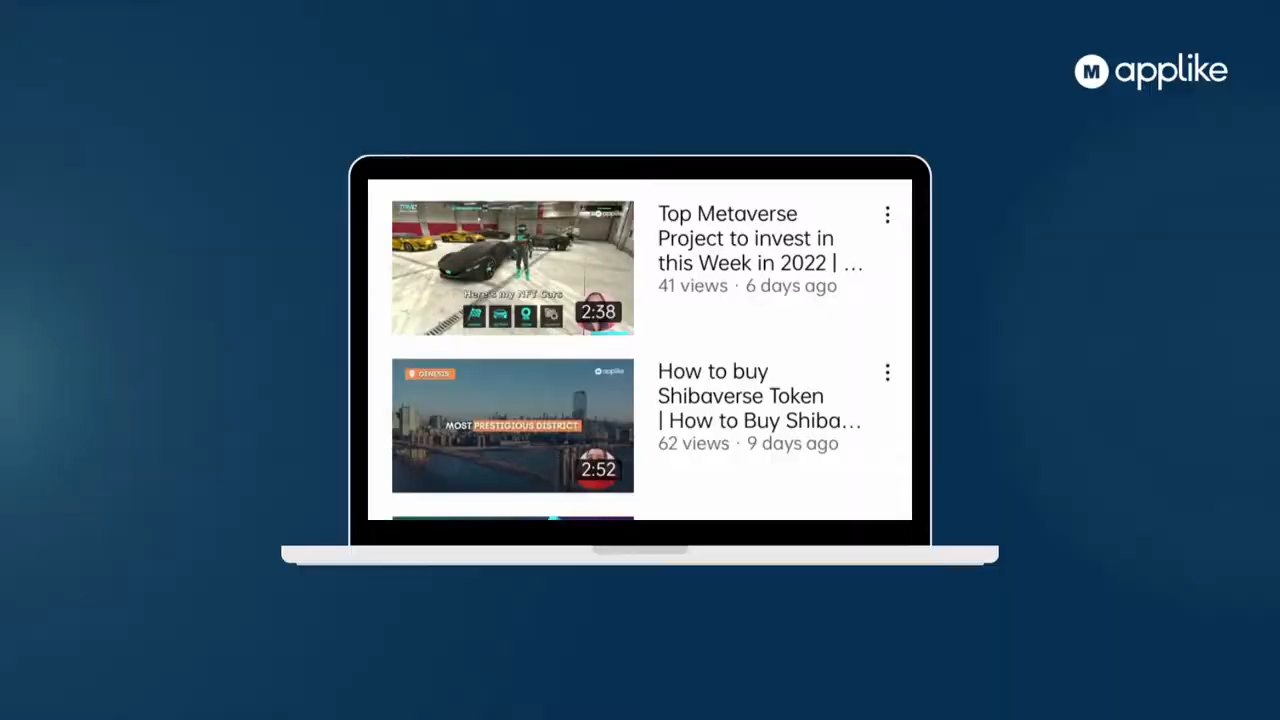 M applike
Top Metaverse
Project to invest in
this Week in 2022 | ...
41 views · 6 days ago
applike
Here's my NFT Cars
2:38
How to buy
Shibaverse Token
| How to Buy Shiba...
62 views · 9 days ago
GENESIS
applike
MOST PRESTIGIOUS DISTRICT
2:52